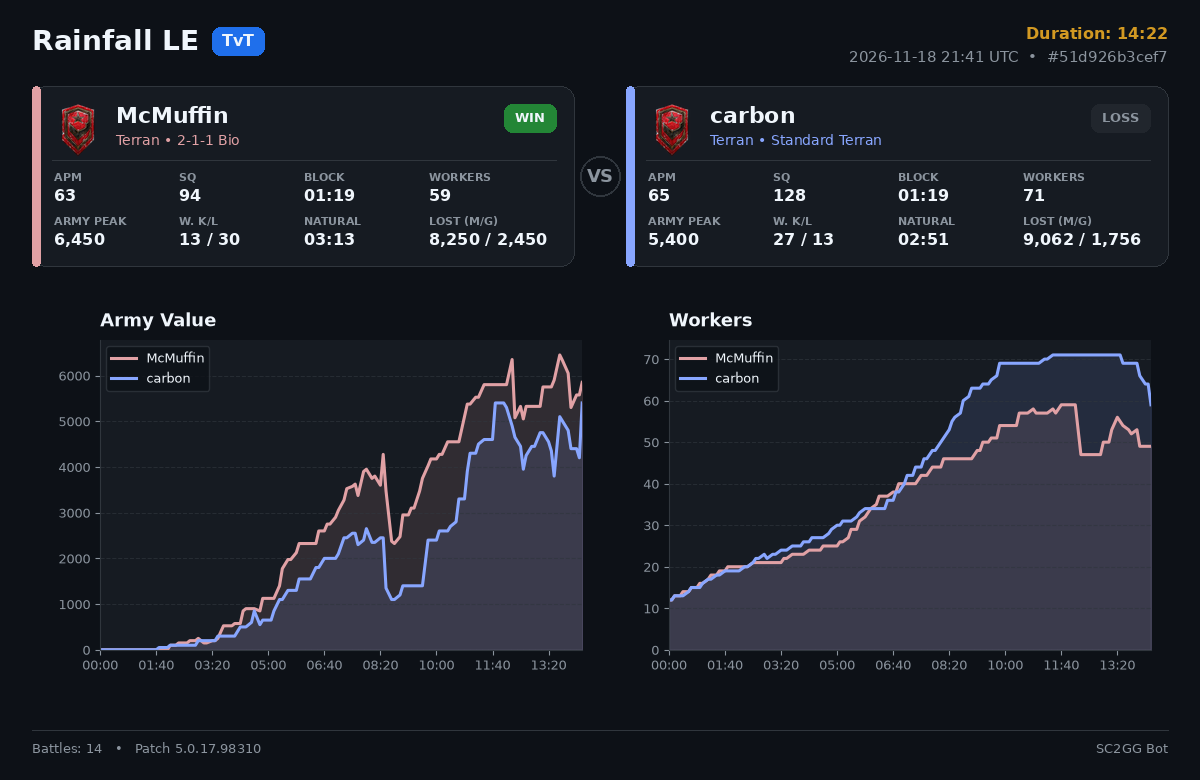 Rainfall LE TvT
Duration: 14:22
2026-11-18 21:41 UTC • #51d926b3cef7
McMuffin
WIN
Terran • 2-1-1 Bio
APM SQ BLOCK WORKERS
63 94 01:19 59
ARMY PEAK W. K/L NATURAL LOST (M/G)
6,450 13 / 30 03:13 8,250 / 2,450
VS
carbon
LOSS
Terran • Standard Terran
APM SQ BLOCK WORKERS
65 128 01:19 71
ARMY PEAK W. K/L NATURAL LOST (M/G)
5,400 27 / 13 02:51 9,062 / 1,756
Army Value
McMuffin
carbon
6000
5000
4000
3000
2000
1000
0
00:00 01:40 03:20 05:00 06:40 08:20 10:00 11:40 13:20
Workers
McMuffin
carbon
70
60
50
40
30
20
10
0
00:00 01:40 03:20 05:00 06:40 08:20 10:00 11:40 13:20
Battles: 14 • Patch 5.0.17.98310
SC2GG Bot